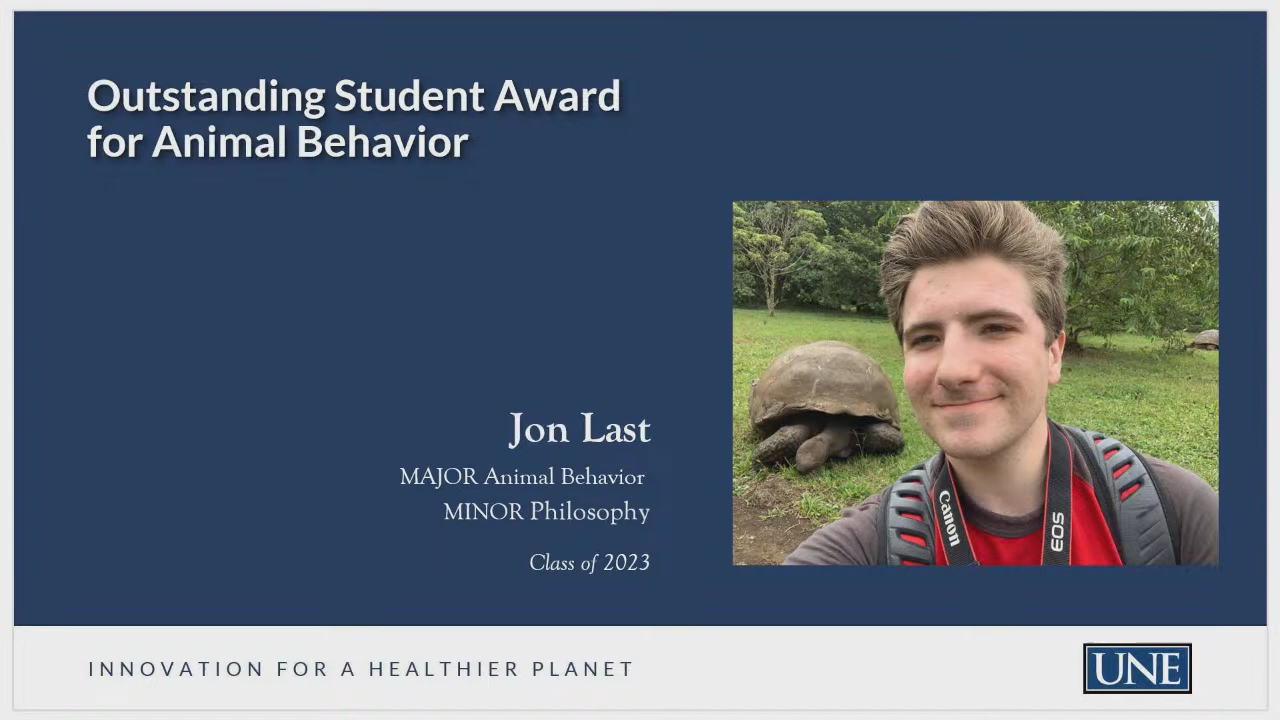 Outstanding Student Award
for Animal Behavior
Jon Last
MAJOR Animal Behavior
MINOR Philosophy
Class of 2023
Canon
EOS
INNOVATION FOR A HEALTHIER PLANET
UNE